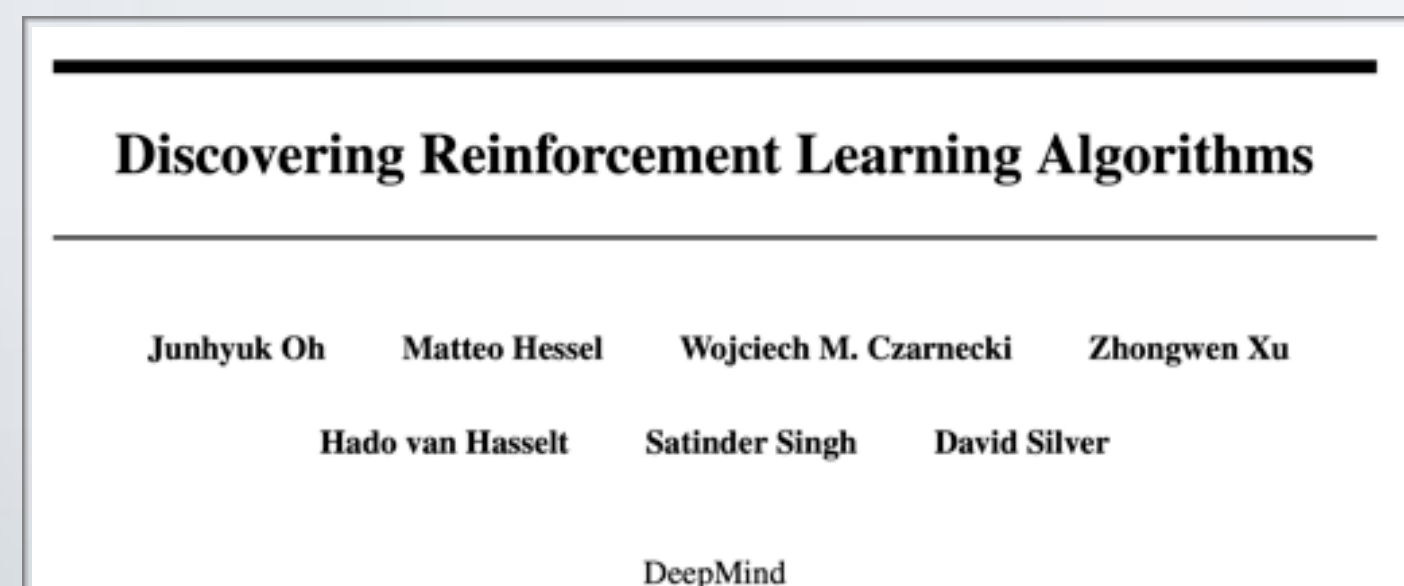 Discovering Reinforcement Learning Algorithms
Junhyuk Oh Matteo Hessel Wojciech M. Czarnecki Zhongwen Xu
Hado van Hasselt Satinder Singh David Silver
DeepMind